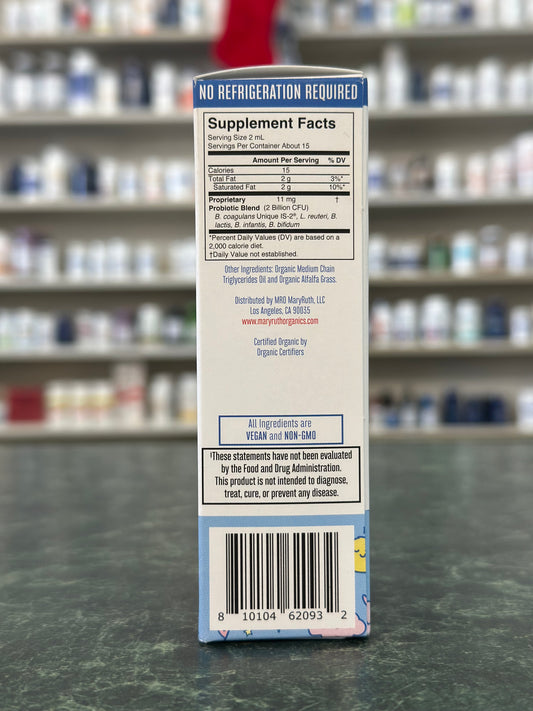 NO REFRIGERATION REQUIRED
Supplement Facts
Serving Size 2 mL
Servings Per Container About 15
Amount Per Serving % DV
Calories 15
Total Fat 2 g 3%*
Saturated Fat 2 g 10%*
Proprietary 11 mg †
Probiotic Blend (2 Billion CFU)
B. coagulans Unique IS-2®, L. reuteri, B.
lactis, B. infantis, B. bifidum
*Percent Daily Values (DV) are based on a
2,000 calorie diet.
†Daily Value not established.
Other Ingredients: Organic Medium Chain
Triglycerides Oil and Organic Alfalfa Grass.
Distributed by MRO MaryRuth, LLC
Los Angeles, CA 90035
www.maryruthorganics.com
Certified Organic by
Organic Certifiers
All Ingredients are
VEGAN and NON-GMO
†These statements have not been evaluated
by the Food and Drug Administration.
This product is not intended to diagnose,
treat, cure, or prevent any disease.
8 10104 62093 2